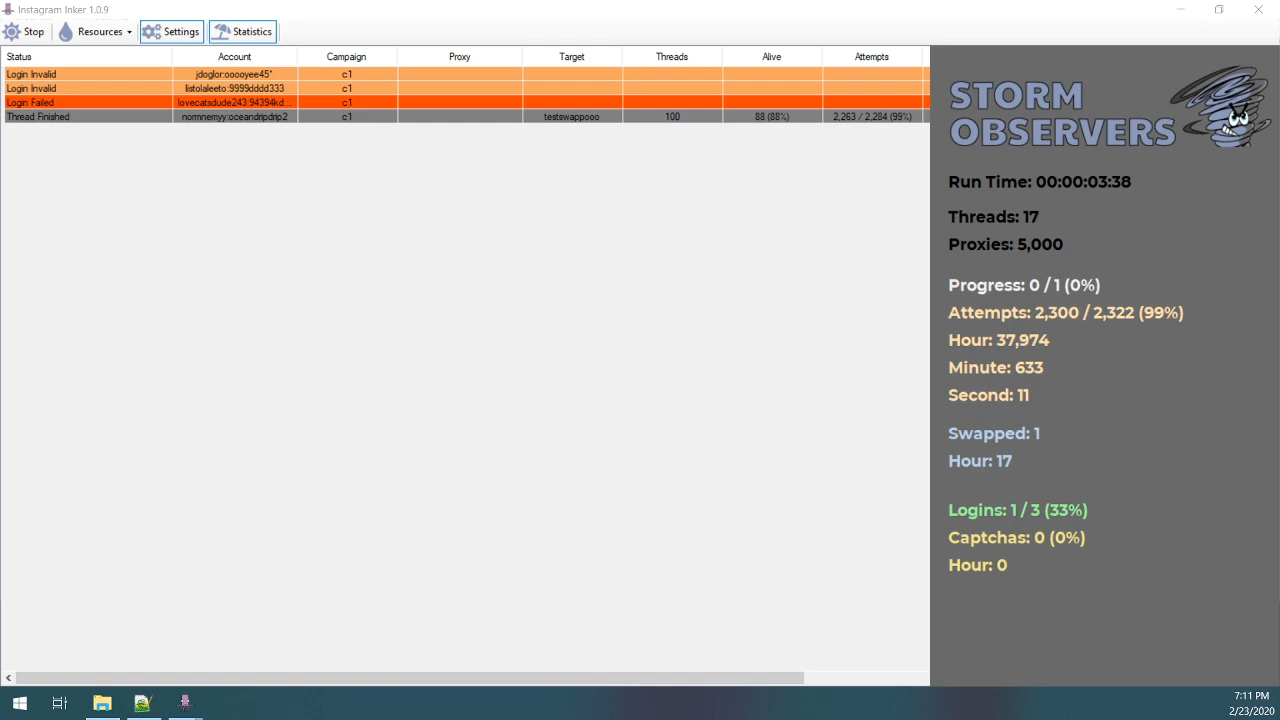 Instagram Inker 1.0.9
Stop Resources Settings Statistics
Status Account Campaign Proxy Target Threads Alive Attempts
Login Invalid jdoglor:ooooyee45* c1
Login Invalid listolaleeto:9999dddd333 c1
Login Failed lovecatsdude243:94394kd... c1
Thread Finished normnemyy:oceandripdrip2 c1 testswappooo 100 88 (88%) 2,263 / 2,284 (99%)
STORM
OBSERVERS
Run Time: 00:00:03:38
Threads: 17
Proxies: 5,000
Progress: 0 / 1 (0%)
Attempts: 2,300 / 2,322 (99%)
Hour: 37,974
Minute: 633
Second: 11
Swapped: 1
Hour: 17
Logins: 1 / 3 (33%)
Captchas: 0 (0%)
Hour: 0
7:11 PM
2/23/2020